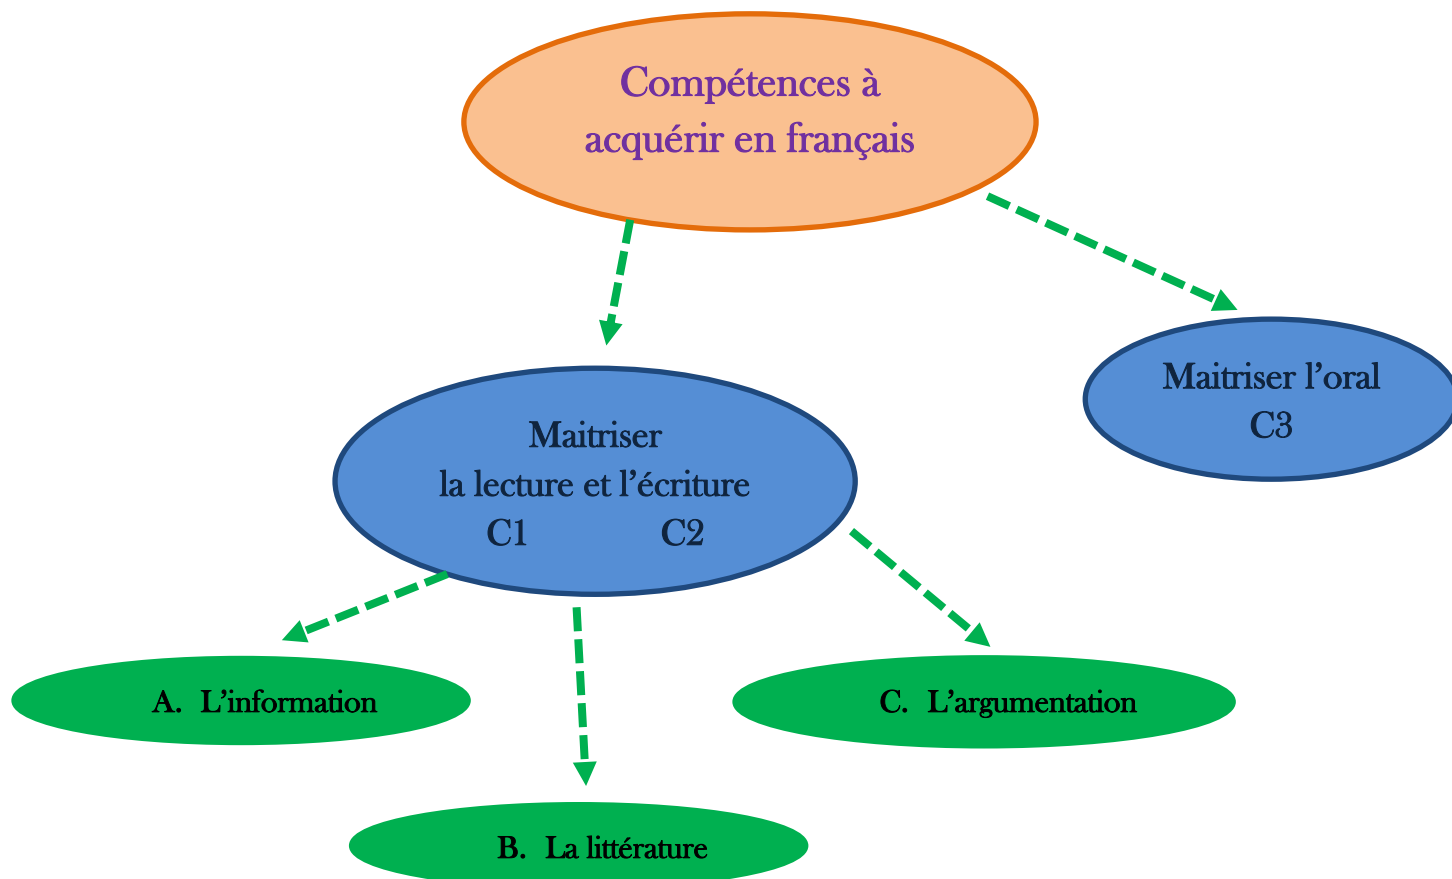 Compétences à
acquérir en français
Maitriser l’oral
C3
Maitriser
la lecture et l’écriture
C1 C2
A. L’information
C. L’argumentation
B. La littérature